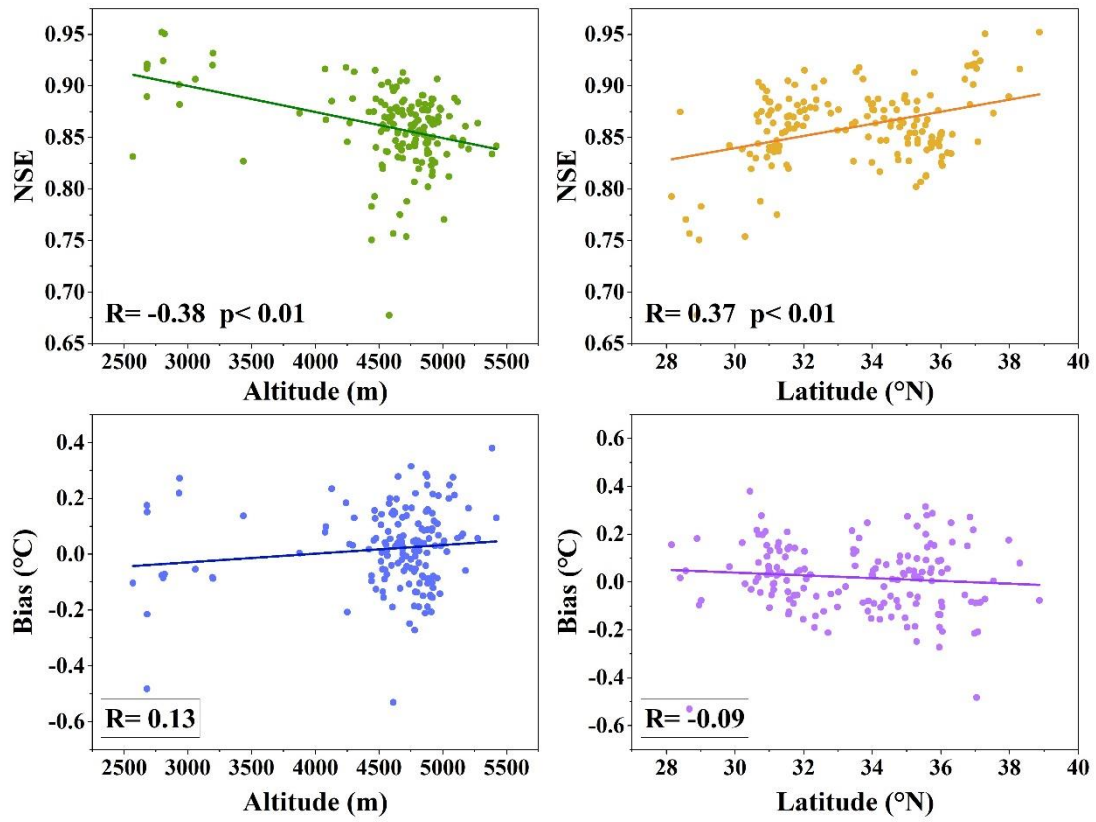 NSE
0.95
0.90
0.85
0.80
0.75
0.70
0.65
R= -0.38 p< 0.01
2500 3000 3500 4000 4500 5000 5500
Altitude (m)
NSE
0.95
0.90
0.85
0.80
0.75
0.70
0.65
R= 0.37 p< 0.01
28 30 32 34 36 38 40
Latitude (°N)
Bias (℃)
0.4
0.2
0.0
-0.2
-0.4
-0.6
R= 0.13
2500 3000 3500 4000 4500 5000 5500
Altitude (m)
Bias (℃)
0.6
0.4
0.2
0.0
-0.2
-0.4
-0.6
R= -0.09
28 30 32 34 36 38 40
Latitude (°N)